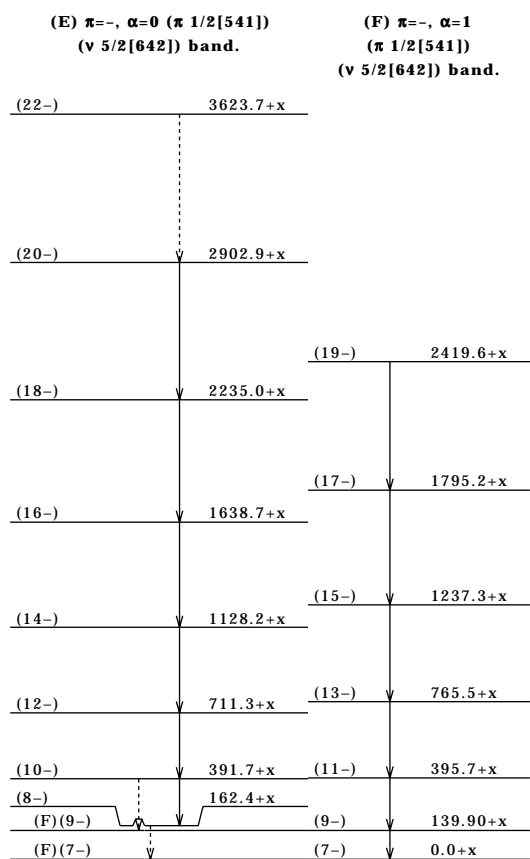 (E) π=-, α=0 (π 1/2[541])
(ν 5/2[642]) band.
(22-) 3623.7+x
(20-) 2902.9+x
(18-) 2235.0+x
(16-) 1638.7+x
(14-) 1128.2+x
(12-) 711.3+x
(10-) 391.7+x
(8-) 162.4+x
(F)(9-)
(F)(7-)
(F) π=-, α=1
(π 1/2[541])
(ν 5/2[642]) band.
(19-) 2419.6+x
(17-) 1795.2+x
(15-) 1237.3+x
(13-) 765.5+x
(11-) 395.7+x
(9-) 139.90+x
(7-) 0.0+x